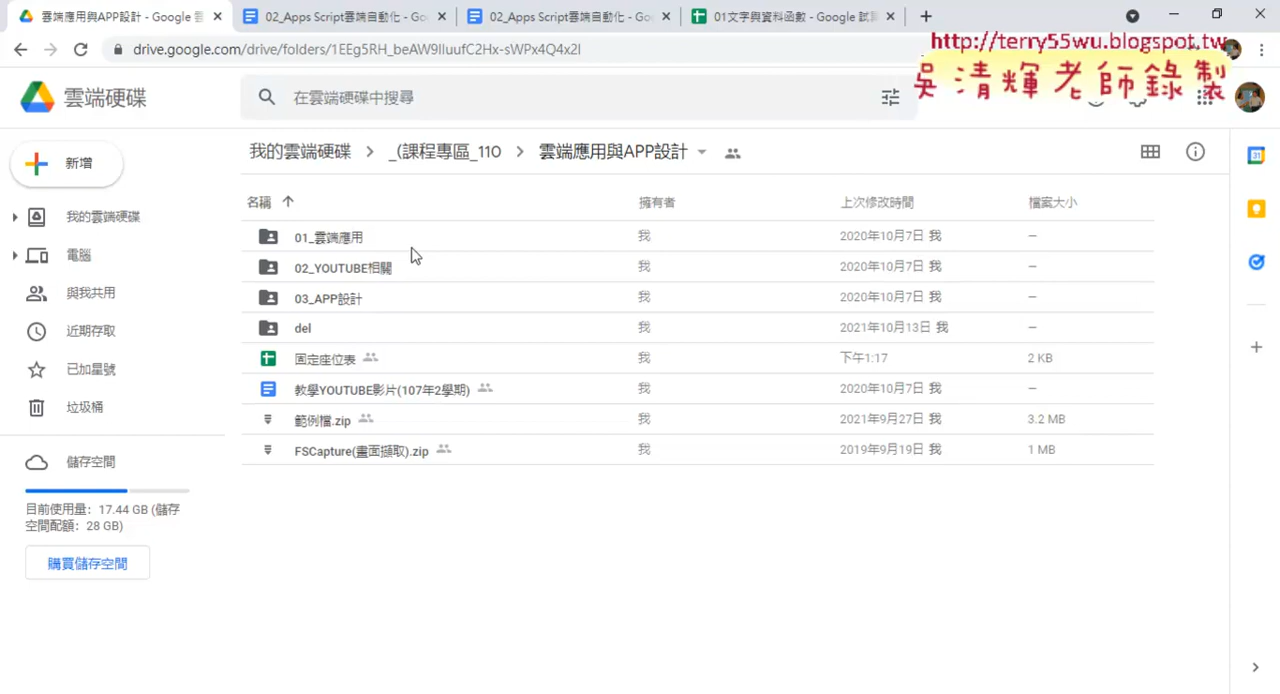 雲端應用與APP設計 - Google 雲
02_Apps Script雲端自動化 - Go
02_Apps Script雲端自動化 - Go
01文字與資料函數 - Google 試算
drive.google.com/drive/folders/1EEg5RH_beAW9lIuufC2Hx-sWPx4Q4x2l
http://terry55wu.blogspot.tw
吳清輝老師錄製
雲端硬碟
在雲端硬碟中搜尋
新增
我的雲端硬碟
電腦
與我共用
近期存取
已加星號
垃圾桶
儲存空間
目前使用量: 17.44 GB (儲存
空間配額: 28 GB)
購買儲存空間
我的雲端硬碟 > _(課程專區_110 > 雲端應用與APP設計
名稱 擁有者 上次修改時間 檔案大小
01_雲端應用 我 2020年10月7日 我 —
02_YOUTUBE相關 我 2020年10月7日 我 —
03_APP設計 我 2020年10月7日 我 —
del 我 2021年10月13日 我 —
固定座位表 我 下午1:17 2 KB
教學YOUTUBE影片(107年2學期) 我 2020年10月7日 我 —
範例檔.zip 我 2021年9月27日 我 3.2 MB
FSCapture(畫面擷取).zip 我 2019年9月19日 我 1 MB
31